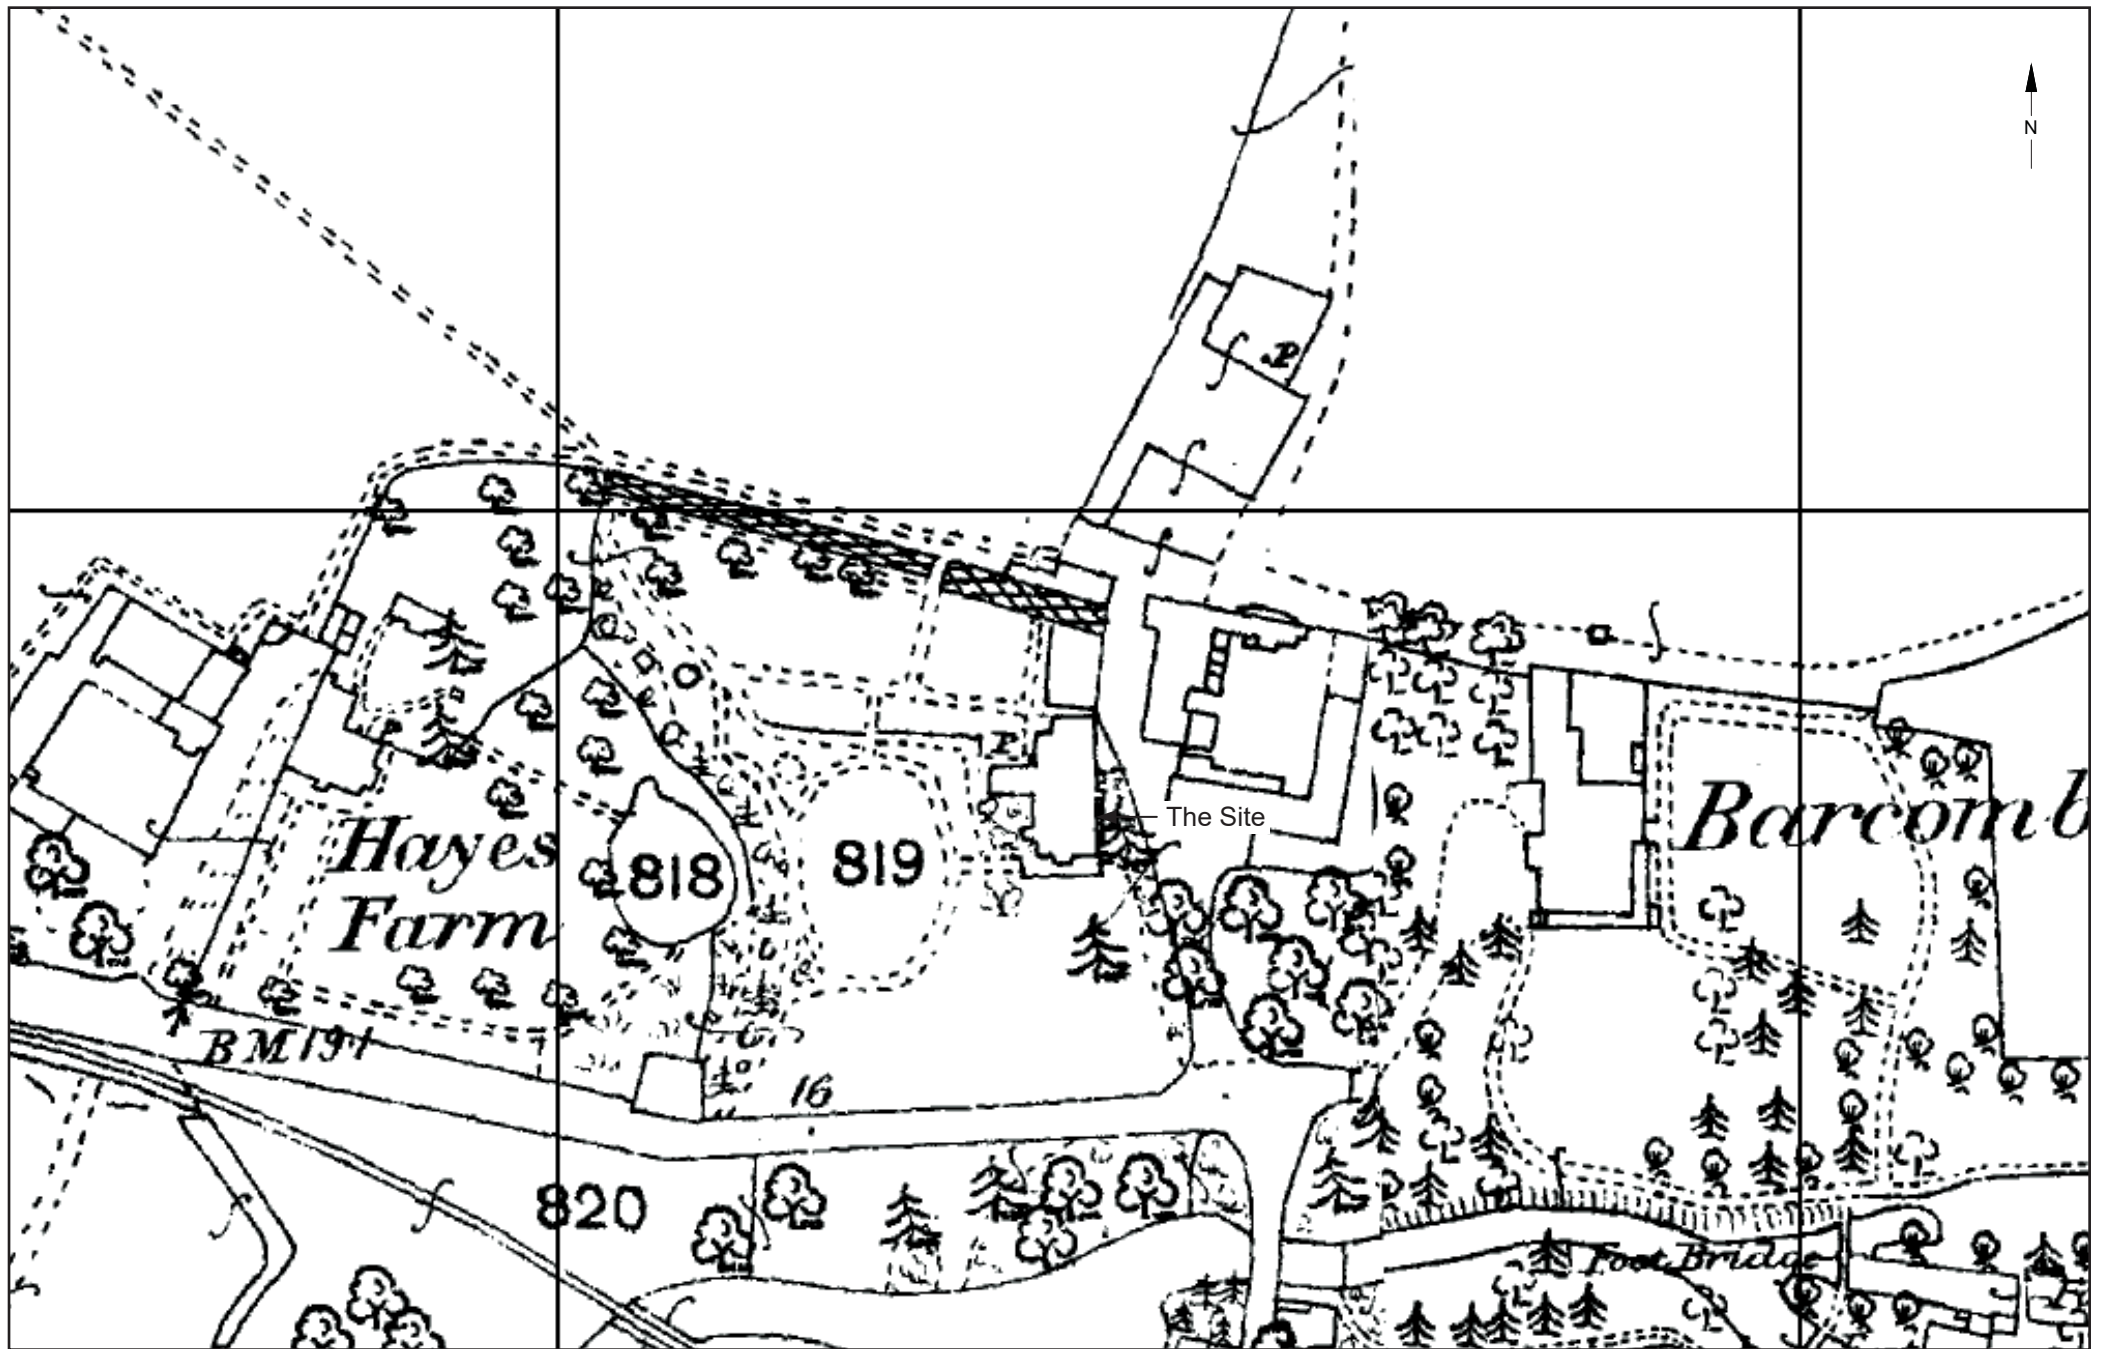 N
P
P
The Site
Barcomb
Hayes
Farm
818
819
BM 191
16
820
Foot Bridge